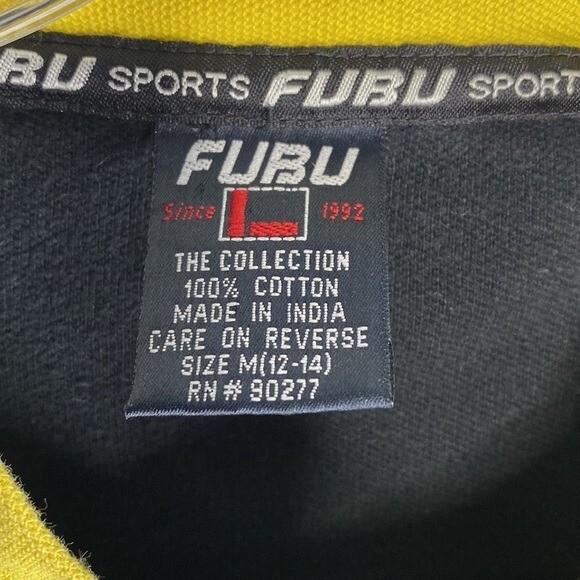 FUBU SPORTS FUBU SPORT
FUBU
Since 1992
THE COLLECTION
100% COTTON
MADE IN INDIA
CARE ON REVERSE
SIZE M(12-14)
RN# 90277